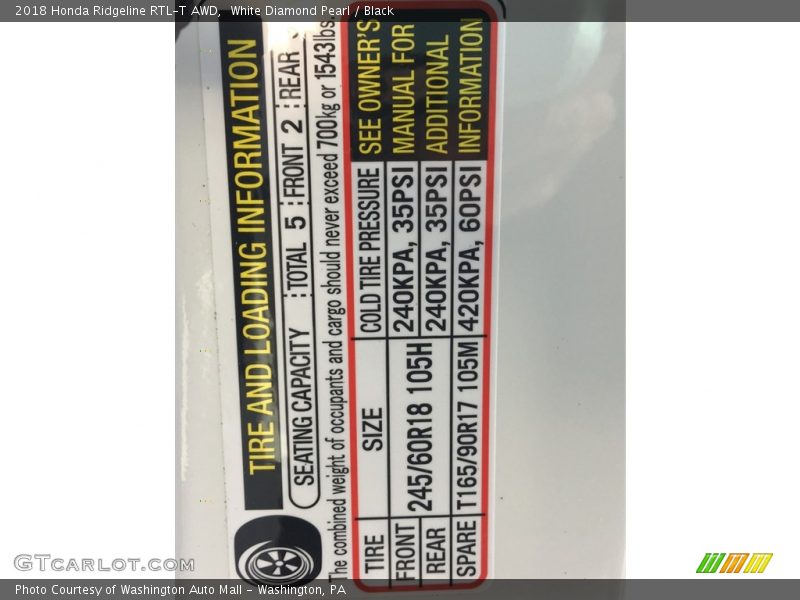 2018 Honda Ridgeline RTL-T AWD, White Diamond Pearl / Black
TIRE AND LOADING INFORMATION
SEATING CAPACITY TOTAL 5 FRONT 2 REAR
The combined weight of occupants and cargo should never exceed 700kg or 1543lbs.
TIRE SIZE COLD TIRE PRESSURE SEE OWNER'S
FRONT 240KPA, 35PSI MANUAL FOR
245/60R18 105H
REAR 240KPA, 35PSI ADDITIONAL
SPARE T165/90R17 105M 420KPA, 60PSI INFORMATION
GTcarlot.com
Photo Courtesy of Washington Auto Mall - Washington, PA